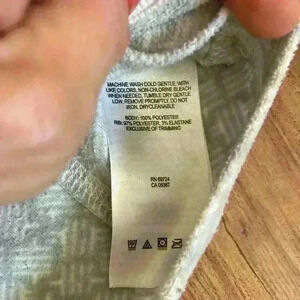 MACHINE WASH COLD GENTLE, WITH
LIKE COLORS, NON-CHLORINE BLEACH
WHEN NEEDED, TUMBLE DRY GENTLE
LOW, REMOVE PROMPTLY, DO NOT
IRON, DRYCLEANABLE
BODY: 100% POLYESTER
RIB: 97% POLYESTER, 3% ELASTANE
EXCLUSIVE OF TRIMMING
RN 69724
CA 05367